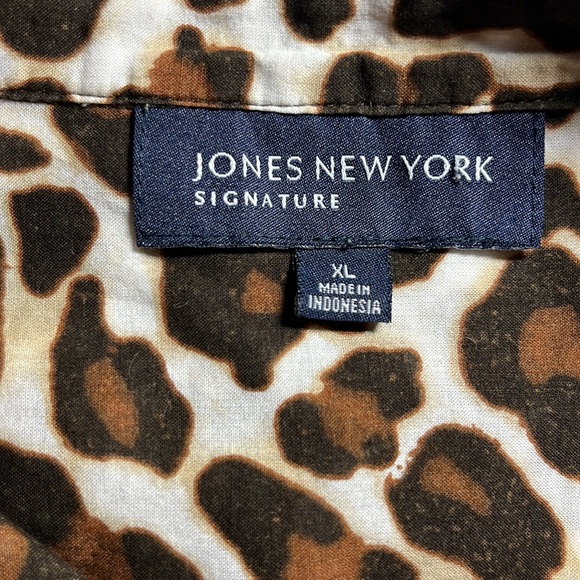 JONES NEW YORK
SIGNATURE
XL
MADE IN
INDONESIA